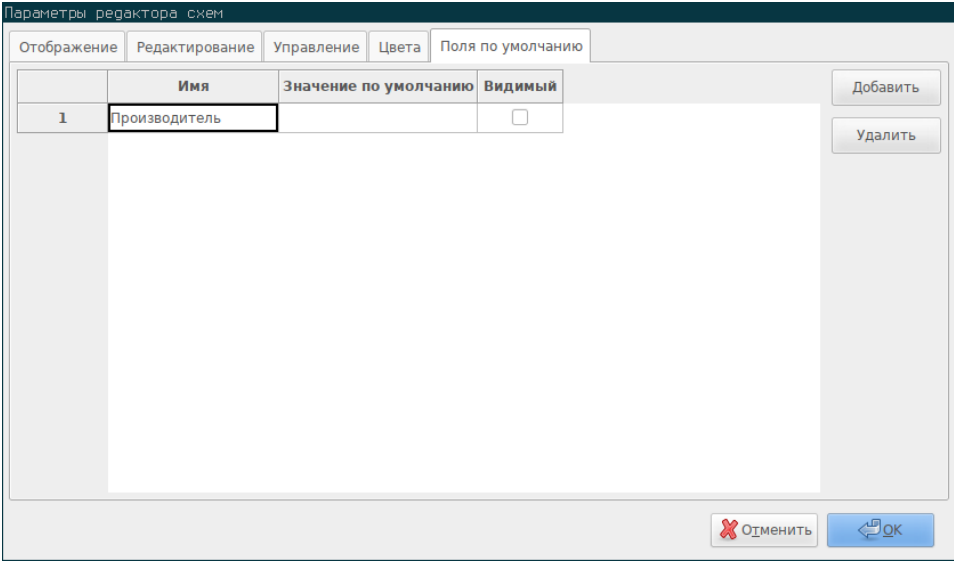 Параметры редактора схем
Отображение Редактирование Управление Цвета Поля по умолчанию
Имя Значение по умолчанию Видимый
1 Производитель
Добавить
Удалить
Отменить OK